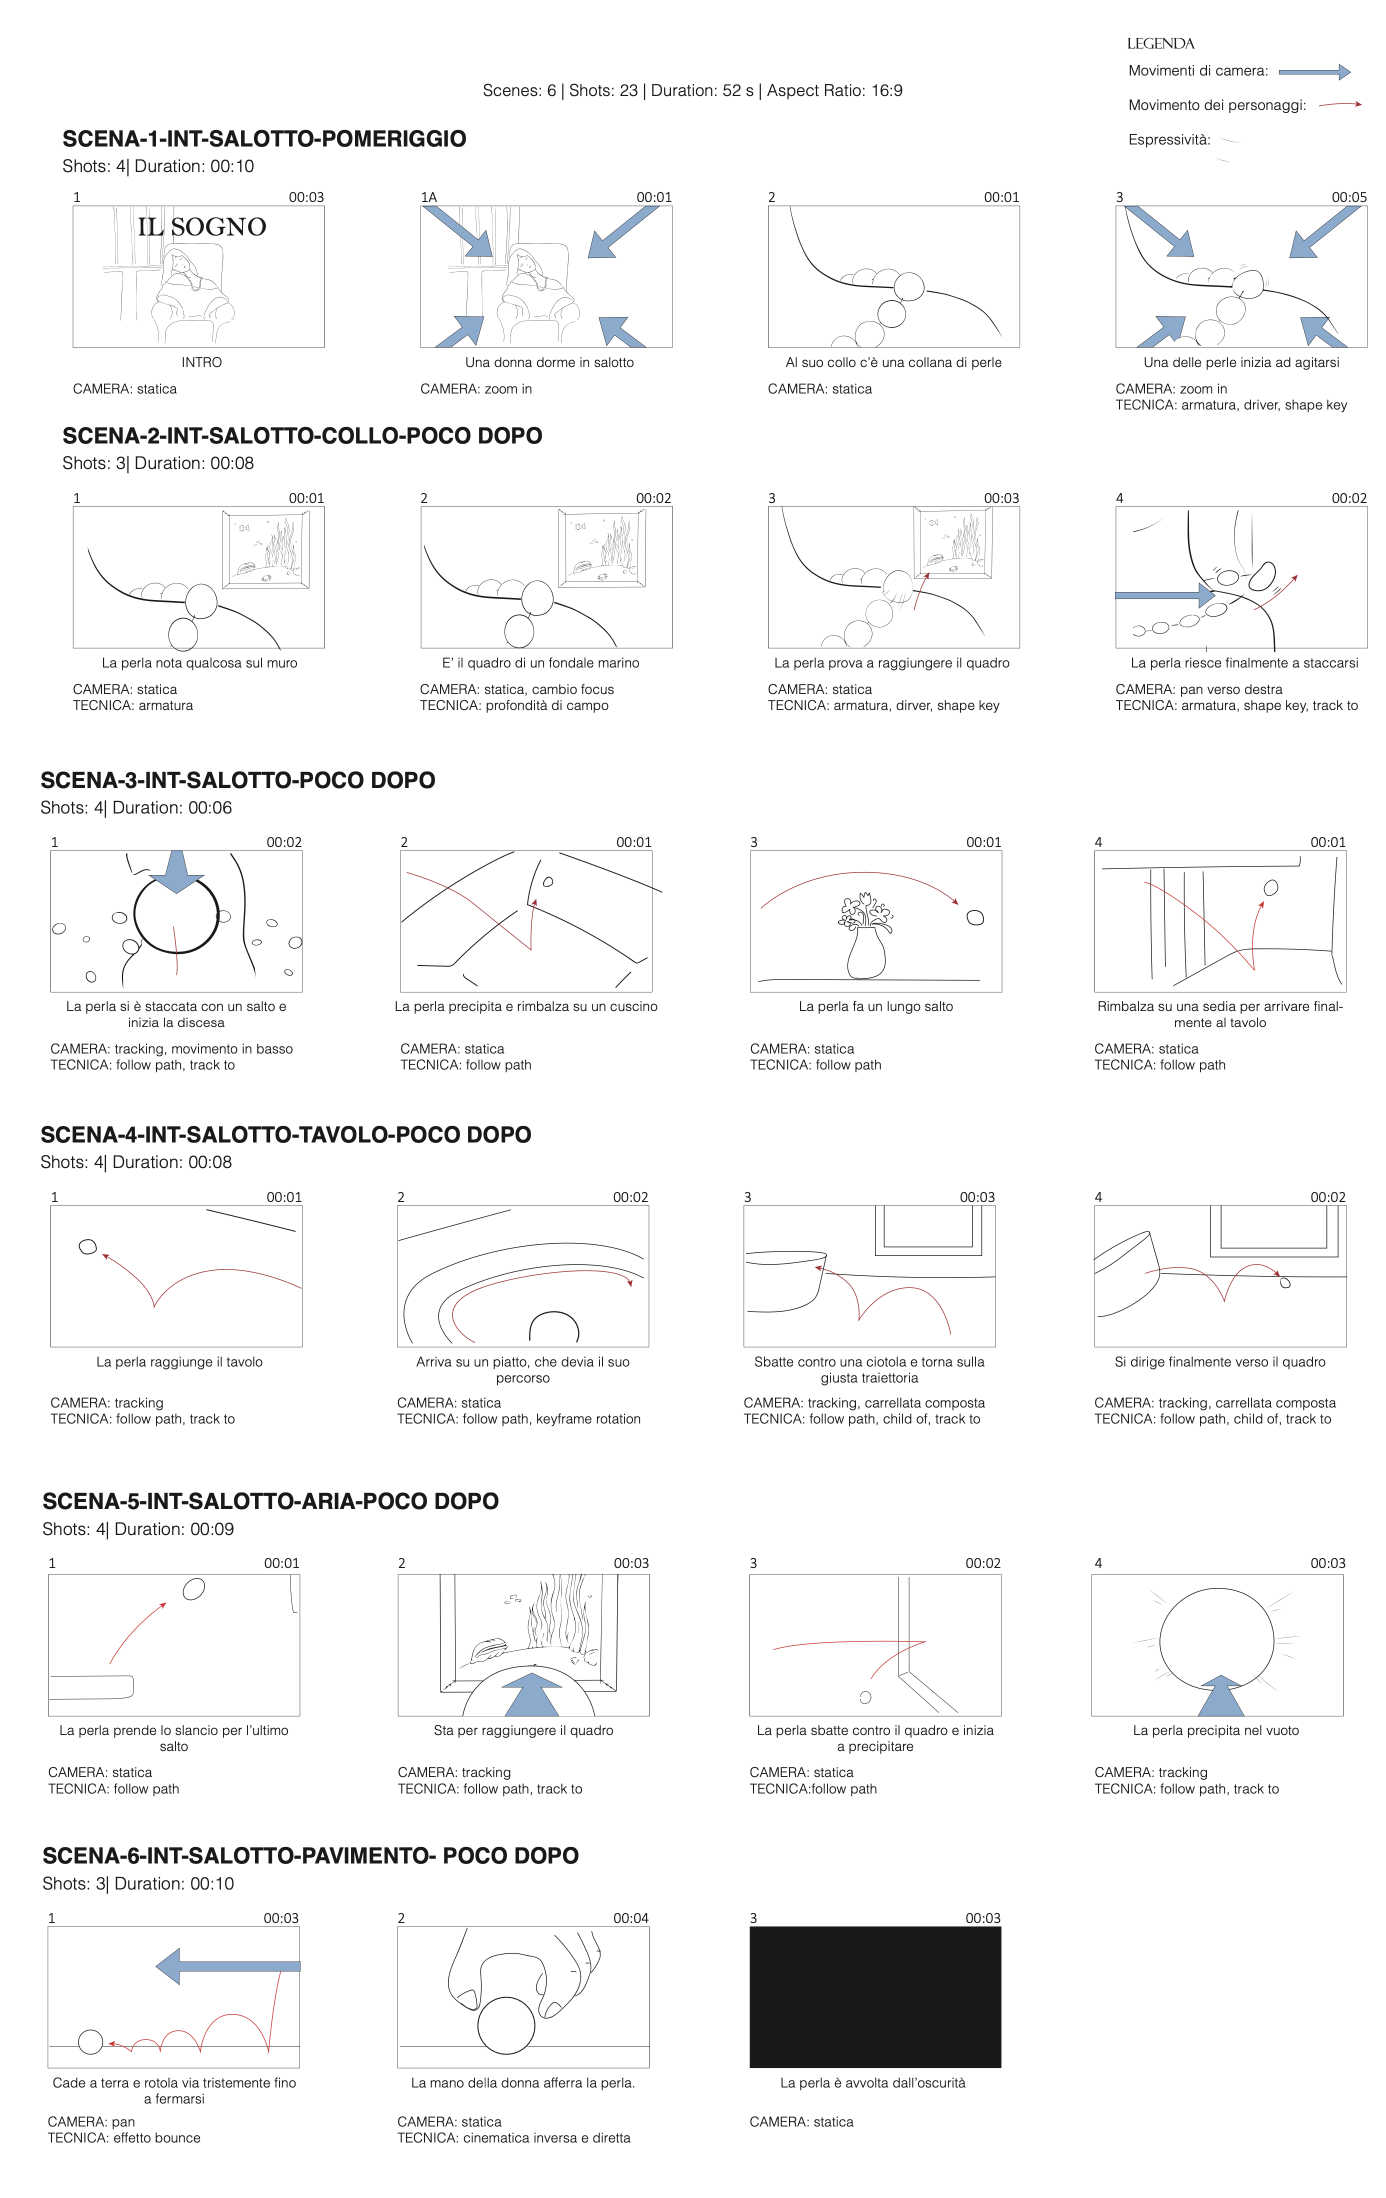 LEGENDA
Movimenti di camera:
Scenes: 6 | Shots: 23 | Duration: 52 s | Aspect Ratio: 16:9
Movimento dei personaggi:
Espressività:
SCENA-1-INT-SALOTTO-POMERIGGIO
Shots: 4| Duration: 00:10
1 00:03
IL SOGNO
INTRO
CAMERA: statica
1A 00:01
Una donna dorme in salotto
CAMERA: zoom in
2 00:01
Al suo collo c'è una collana di perle
CAMERA: statica
3 00:05
Una delle perle inizia ad agitarsi
CAMERA: zoom in
TECNICA: armatura, driver, shape key
SCENA-2-INT-SALOTTO-COLLO-POCO DOPO
Shots: 3| Duration: 00:08
1 00:01
La perla nota qualcosa sul muro
CAMERA: statica
TECNICA: armatura
2 00:02
E' il quadro di un fondale marino
CAMERA: statica, cambio focus
TECNICA: profondità di campo
3 00:03
La perla prova a raggiungere il quadro
CAMERA: statica
TECNICA: armatura, dirver, shape key
4 00:02
La perla riesce finalmente a staccarsi
CAMERA: pan verso destra
TECNICA: armatura, shape key, track to
SCENA-3-INT-SALOTTO-POCO DOPO
Shots: 4| Duration: 00:06
1 00:02
La perla si è staccata con un salto e
inizia la discesa
CAMERA: tracking, movimento in basso
TECNICA: follow path, track to
2 00:01
La perla precipita e rimbalza su un cuscino
CAMERA: statica
TECNICA: follow path
3 00:01
La perla fa un lungo salto
CAMERA: statica
TECNICA: follow path
4 00:01
Rimbalza su una sedia per arrivare final-
mente al tavolo
CAMERA: statica
TECNICA: follow path
SCENA-4-INT-SALOTTO-TAVOLO-POCO DOPO
Shots: 4| Duration: 00:08
1 00:01
La perla raggiunge il tavolo
CAMERA: tracking
TECNICA: follow path, track to
2 00:02
Arriva su un piatto, che devia il suo
percorso
CAMERA: statica
TECNICA: follow path, keyframe rotation
3 00:03
Sbatte contro una ciotola e torna sulla
giusta traiettoria
CAMERA: tracking, carrellata composta
TECNICA: follow path, child of, track to
4 00:02
Si dirige finalmente verso il quadro
CAMERA: tracking, carrellata composta
TECNICA: follow path, child of, track to
SCENA-5-INT-SALOTTO-ARIA-POCO DOPO
Shots: 4| Duration: 00:09
1 00:01
La perla prende lo slancio per l'ultimo
salto
CAMERA: statica
TECNICA: follow path
2 00:03
Sta per raggiungere il quadro
CAMERA: tracking
TECNICA: follow path, track to
3 00:02
La perla sbatte contro il quadro e inizia
a precipitare
CAMERA: statica
TECNICA:follow path
4 00:03
La perla precipita nel vuoto
CAMERA: tracking
TECNICA: follow path, track to
SCENA-6-INT-SALOTTO-PAVIMENTO- POCO DOPO
Shots: 3| Duration: 00:10
1 00:03
Cade a terra e rotola via tristemente fino
a fermarsi
CAMERA: pan
TECNICA: effetto bounce
2 00:04
La mano della donna afferra la perla.
CAMERA: statica
TECNICA: cinematica inversa e diretta
3 00:03
La perla è avvolta dall'oscurità
CAMERA: statica